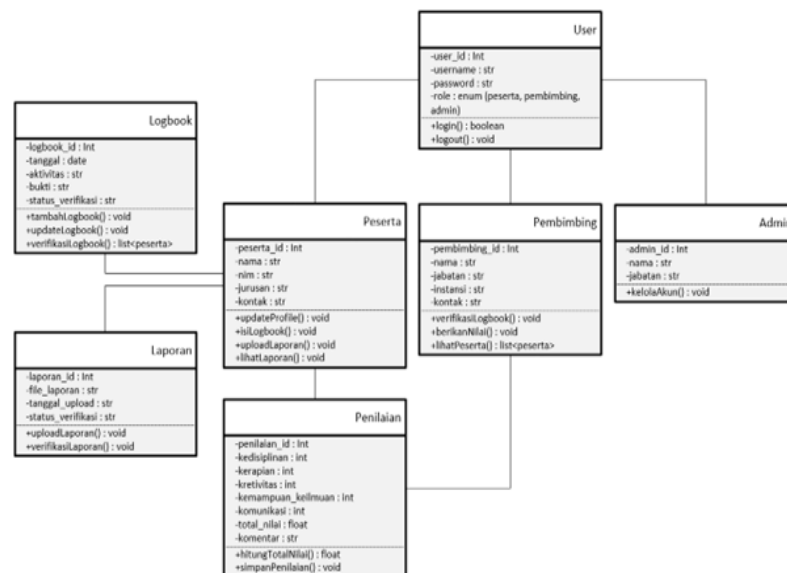 User
-user_id : Int
-username : str
-password : str
-role : enum (peserta, pembimbing,
admin)
+login() : boolean
+logout() : void
Logbook
-logbook_id : Int
-tanggal : date
-aktivitas : str
-bukti : str
-status_verifikasi : str
+tambahLogbook() : void
+updateLogbook() : void
+verifikasiLogbook() : list<peserta>
Peserta
-peserta_id : Int
-nama : str
-nim : str
-jurusan : str
-kontak : str
+updateProfile() : void
+isiLogbook() : void
+uploadLaporan() : void
+lihatLaporan() : void
Pembimbing
-pembimbing_id : Int
-nama : str
-jabatan : str
-instansi : str
-kontak : str
+verifikasiLogbook() : void
+berikanNilai() : void
+lihatPeserta() : list<peserta>
Admin
-admin_id : Int
-nama : str
-jabatan : str
+kelolaAkun() : void
Laporan
-laporan_id : Int
-file_laporan : str
-tanggal_upload : str
-status_verifikasi : str
+uploadLaporan() : void
+verifikasiLaporan() : void
Penilaian
-penilaian_id : Int
-kedisiplinan : int
-kerapian : int
-kretivitas : int
-kemampuan_keilmuan : int
-komunikasi : int
-total_nilai : float
-komentar : str
+hitungTotalNilai() : float
+simpanPenilaian() : void